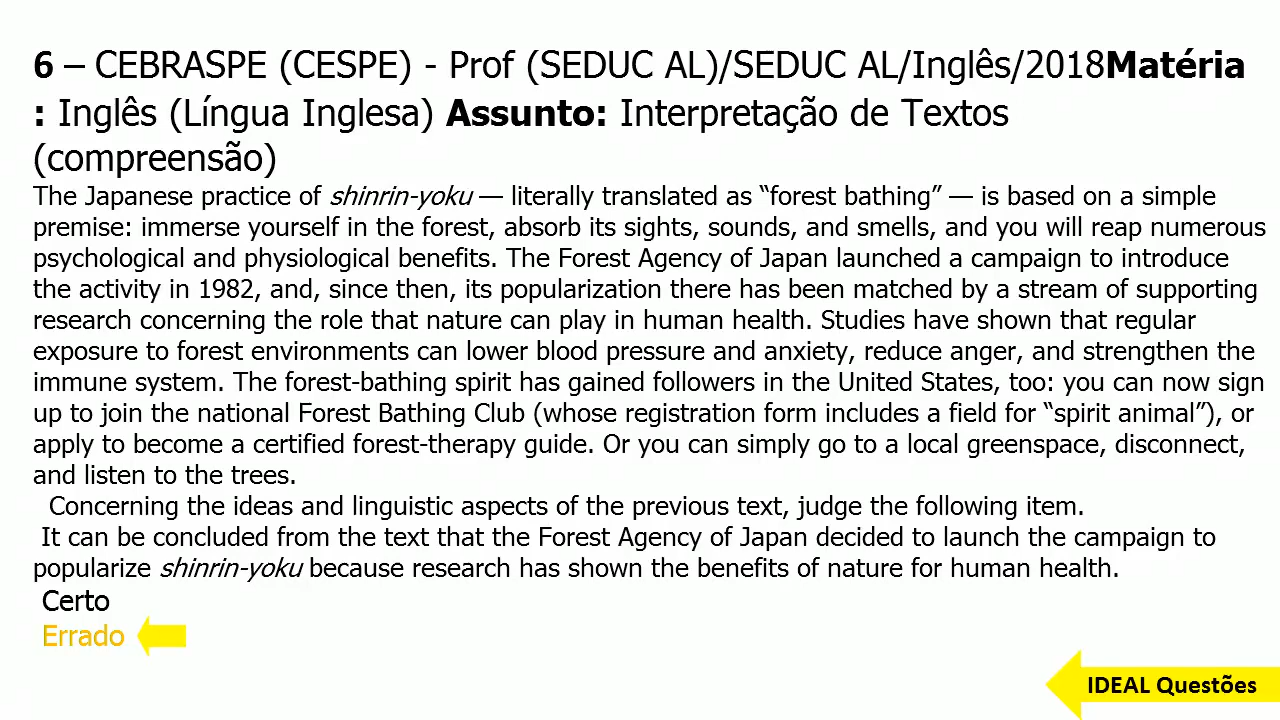 6 – CEBRASPE (CESPE) - Prof (SEDUC AL)/SEDUC AL/Inglês/2018Matéria
: Inglês (Língua Inglesa) Assunto: Interpretação de Textos
(compreensão)
The Japanese practice of shinrin-yoku — literally translated as “forest bathing” — is based on a simple
premise: immerse yourself in the forest, absorb its sights, sounds, and smells, and you will reap numerous
psychological and physiological benefits. The Forest Agency of Japan launched a campaign to introduce
the activity in 1982, and, since then, its popularization there has been matched by a stream of supporting
research concerning the role that nature can play in human health. Studies have shown that regular
exposure to forest environments can lower blood pressure and anxiety, reduce anger, and strengthen the
immune system. The forest-bathing spirit has gained followers in the United States, too: you can now sign
up to join the national Forest Bathing Club (whose registration form includes a field for “spirit animal”), or
apply to become a certified forest-therapy guide. Or you can simply go to a local greenspace, disconnect,
and listen to the trees.
Concerning the ideas and linguistic aspects of the previous text, judge the following item.
It can be concluded from the text that the Forest Agency of Japan decided to launch the campaign to
popularize shinrin-yoku because research has shown the benefits of nature for human health.
Certo
Errado
IDEAL Questões